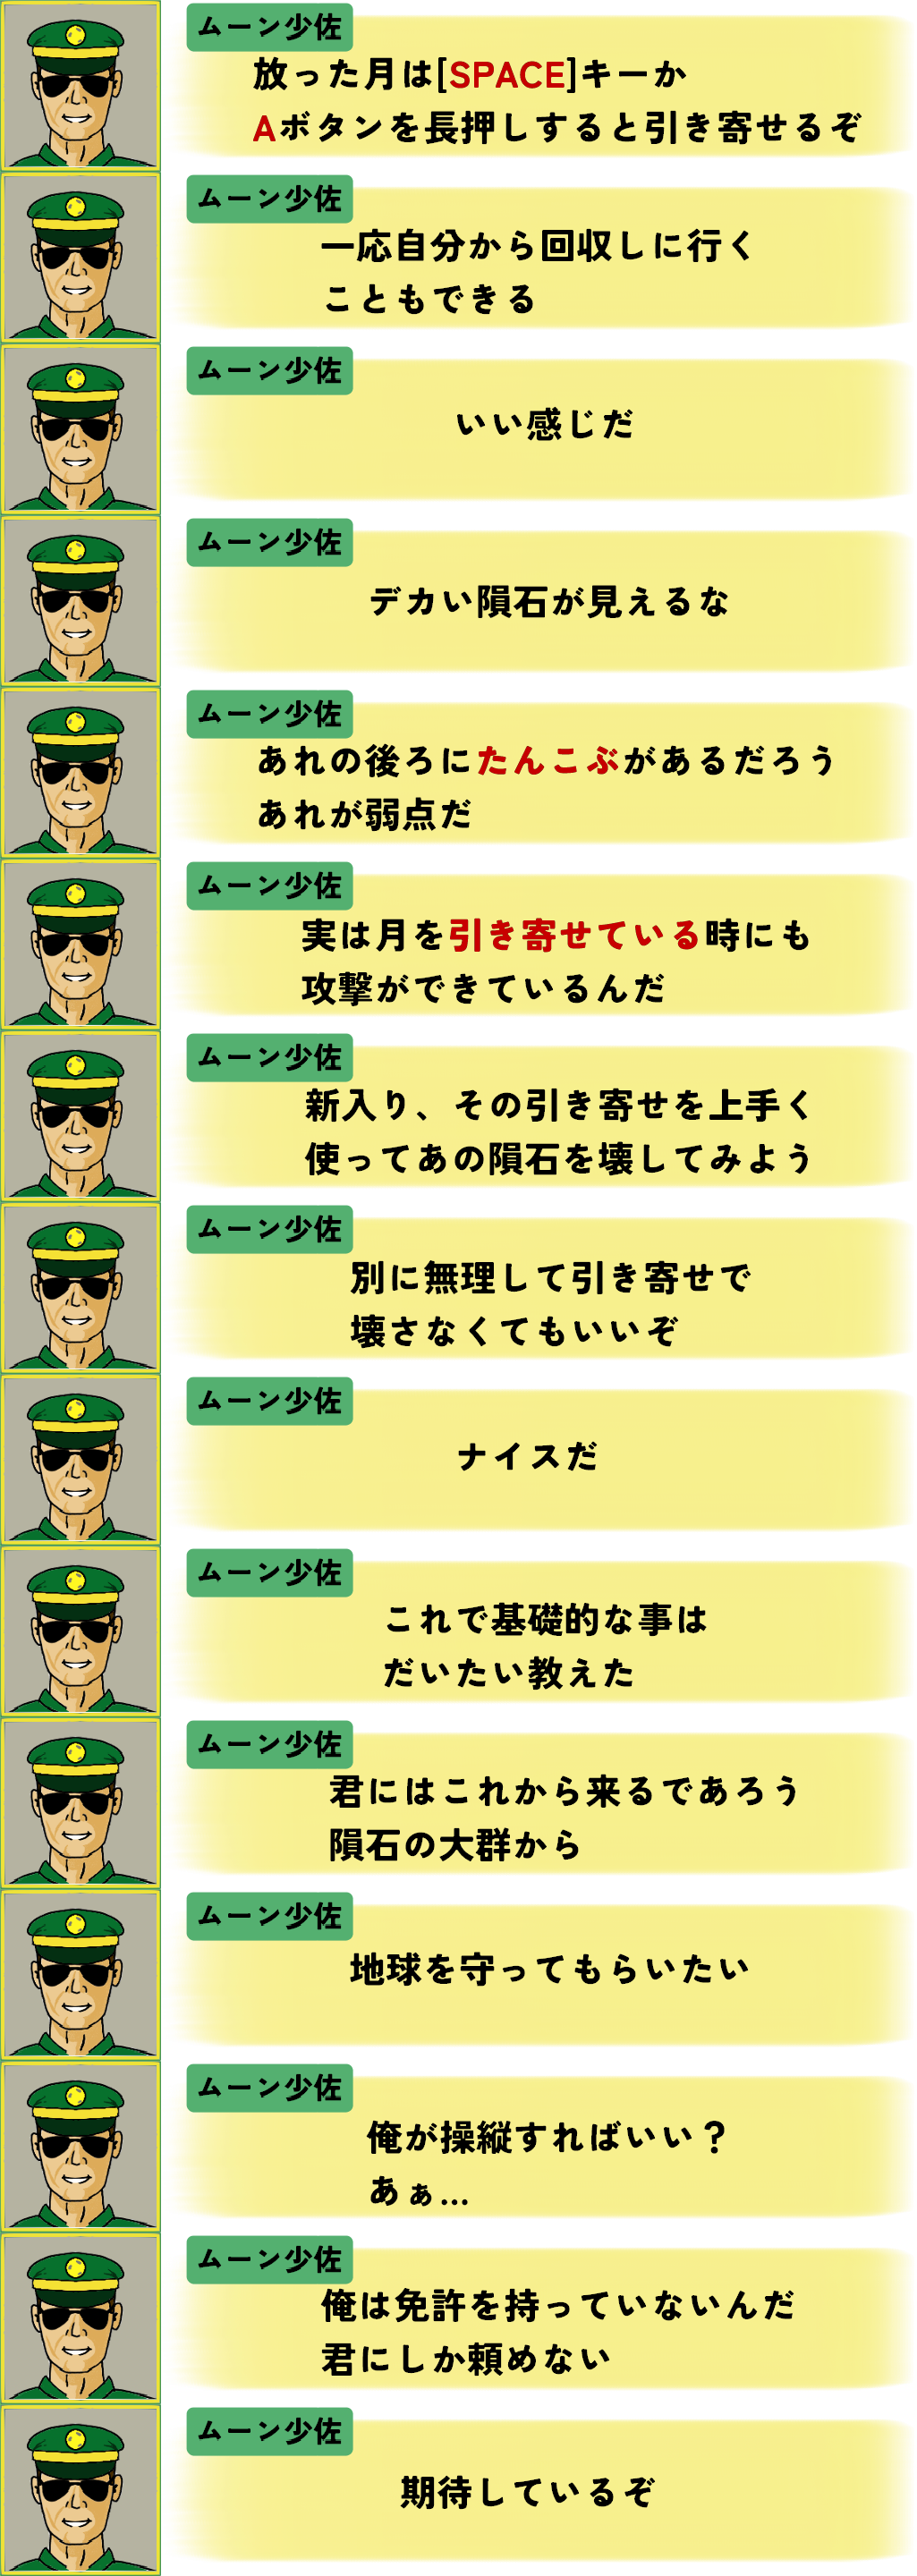 ムーン少佐
放った月は[SPACE]キーか
Aボタンを長押しすると引き寄せるぞ
ムーン少佐
一応自分から回収しに行く
こともできる
ムーン少佐
いい感じだ
ムーン少佐
デカい隕石が見えるな
ムーン少佐
あれの後ろにたんこぶがあるだろう
あれが弱点だ
ムーン少佐
実は月を引き寄せている時にも
攻撃ができているんだ
ムーン少佐
新入り、その引き寄せを上手く
使ってあの隕石を壊してみよう
ムーン少佐
別に無理して引き寄せで
壊さなくてもいいぞ
ムーン少佐
ナイスだ
ムーン少佐
これで基礎的な事は
だいたい教えた
ムーン少佐
君にはこれから来るであろう
隕石の大群から
ムーン少佐
地球を守ってもらいたい
ムーン少佐
俺が操縦すればいい？
あぁ...
ムーン少佐
俺は免許を持っていないんだ
君にしか頼めない
ムーン少佐
期待しているぞ